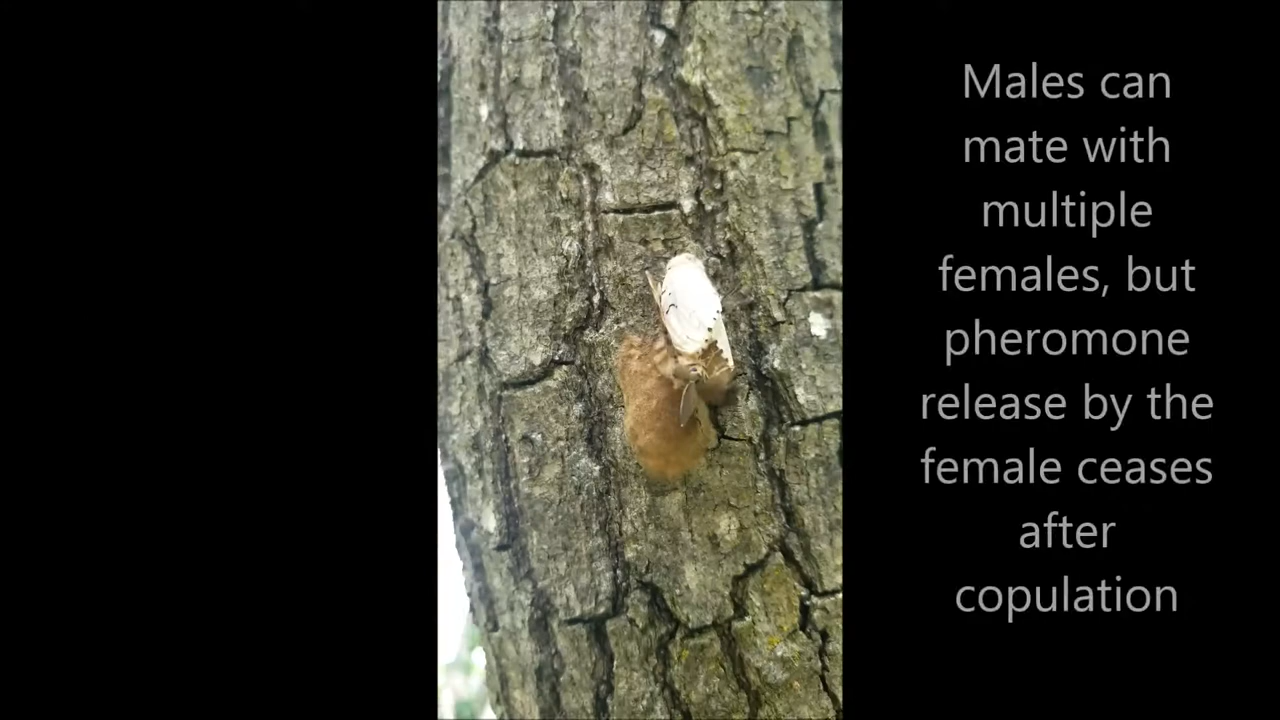 Males can
mate with
multiple
females, but
pheromone
release by the
female ceases
after
copulation